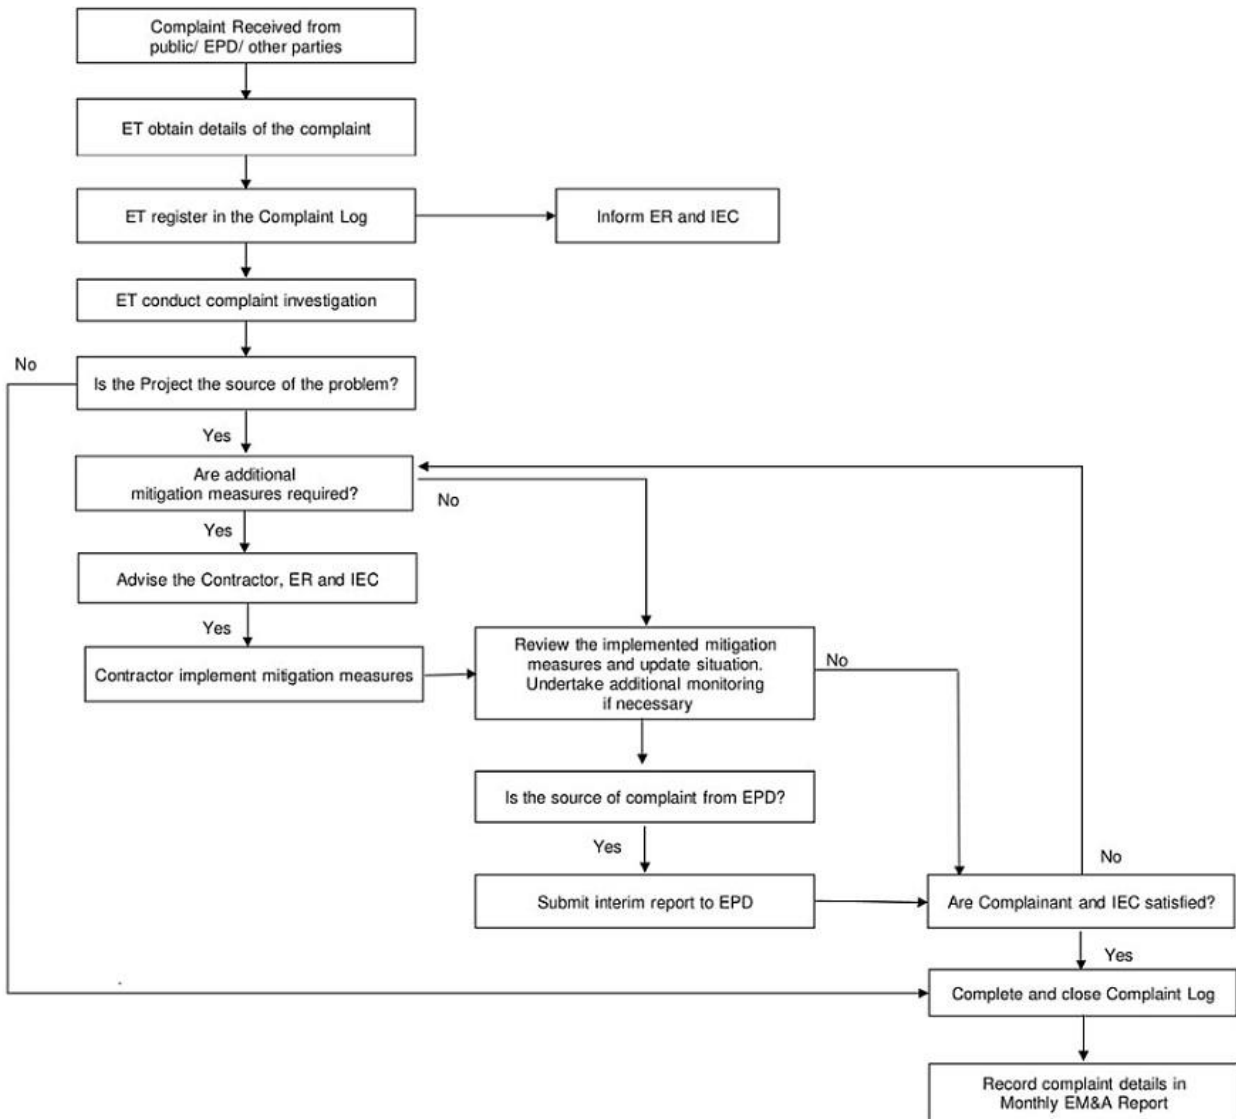 Complaint Received from
public/ EPD/ other parties
ET obtain details of the complaint
ET register in the Complaint Log
Inform ER and IEC
ET conduct complaint investigation
No
Is the Project the source of the problem?
Yes
Are additional
mitigation measures required?
No
Yes
Advise the Contractor, ER and IEC
Yes
Contractor implement mitigation measures
Review the implemented mitigation
measures and update situation.
Undertake additional monitoring
if necessary
No
Is the source of complaint from EPD?
Yes
Submit interim report to EPD
No
Are Complainant and IEC satisfied?
Yes
Complete and close Complaint Log
Record complaint details in
Monthly EM&A Report